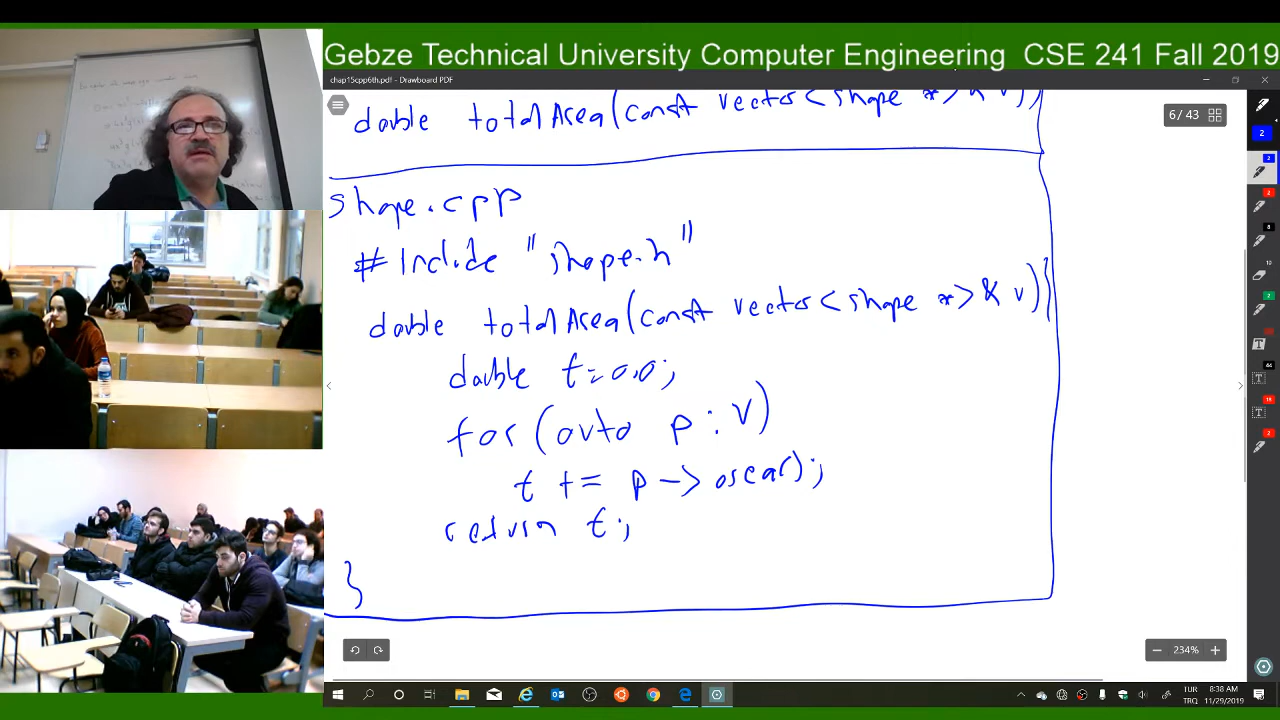 Gebze Technical University Computer Engineering CSE 241 Fall 2019
chap15cpp6th.pdf - Drawboard PDF
double totalArea(const vector<shape *>& v);
6 / 43
shape.cpp
#Include "shape.h"
double totalArea(const vector<shape *>& v){
double t=0.0;
for(auto p : v)
t += p -> area();
return t;
}
234%
TUR
TRQ
8:38 AM
11/29/2019